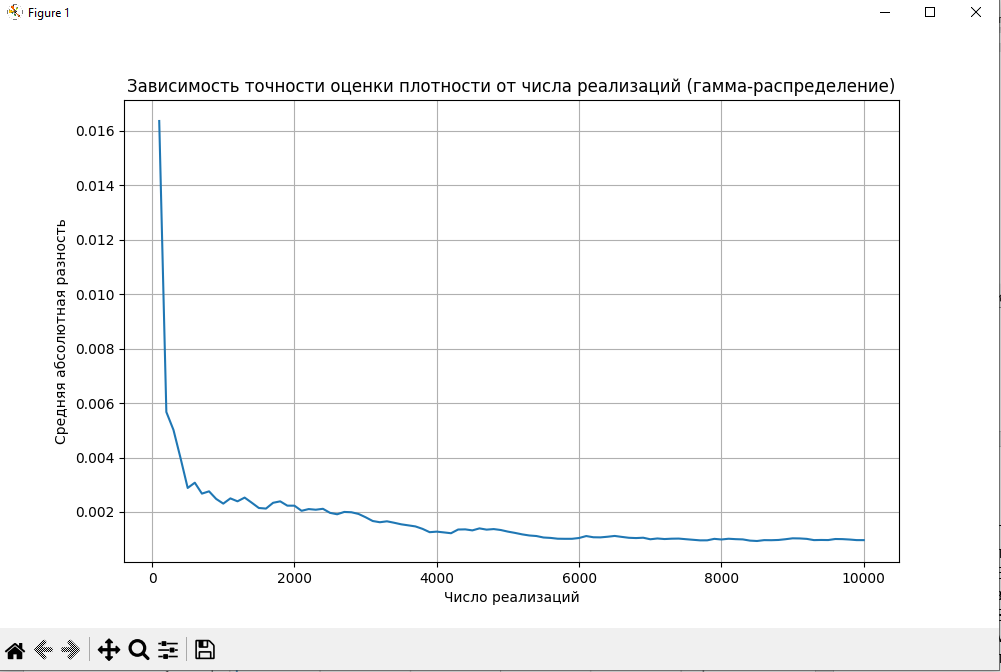 Figure 1
Зависимость точности оценки плотности от числа реализаций (гамма-распределение)
Средняя абсолютная разность
0.016
0.014
0.012
0.010
0.008
0.006
0.004
0.002
0 2000 4000 6000 8000 10000
Число реализаций